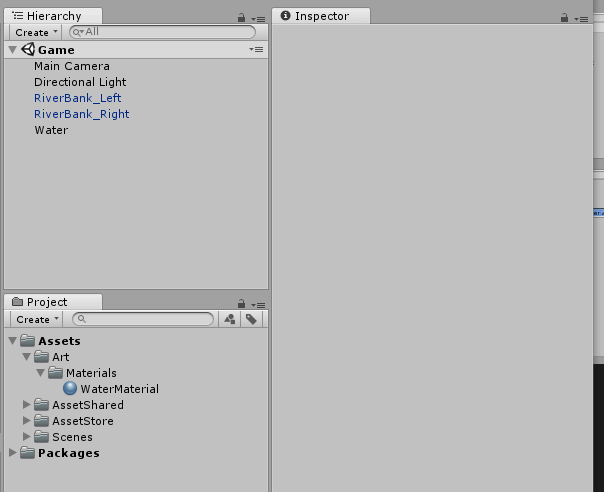 Hierarchy
Create
All
Game
Main Camera
Directional Light
RiverBank_Left
RiverBank_Right
Water
Project
Create
Assets
Art
Materials
WaterMaterial
AssetShared
AssetStore
Scenes
Packages
Inspector